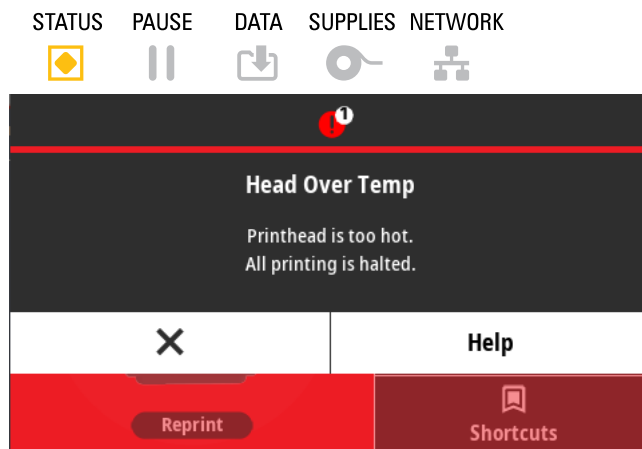 STATUS PAUSE DATA SUPPLIES NETWORK
1
Head Over Temp
Printhead is too hot.
All printing is halted.
Help
Reprint
Shortcuts